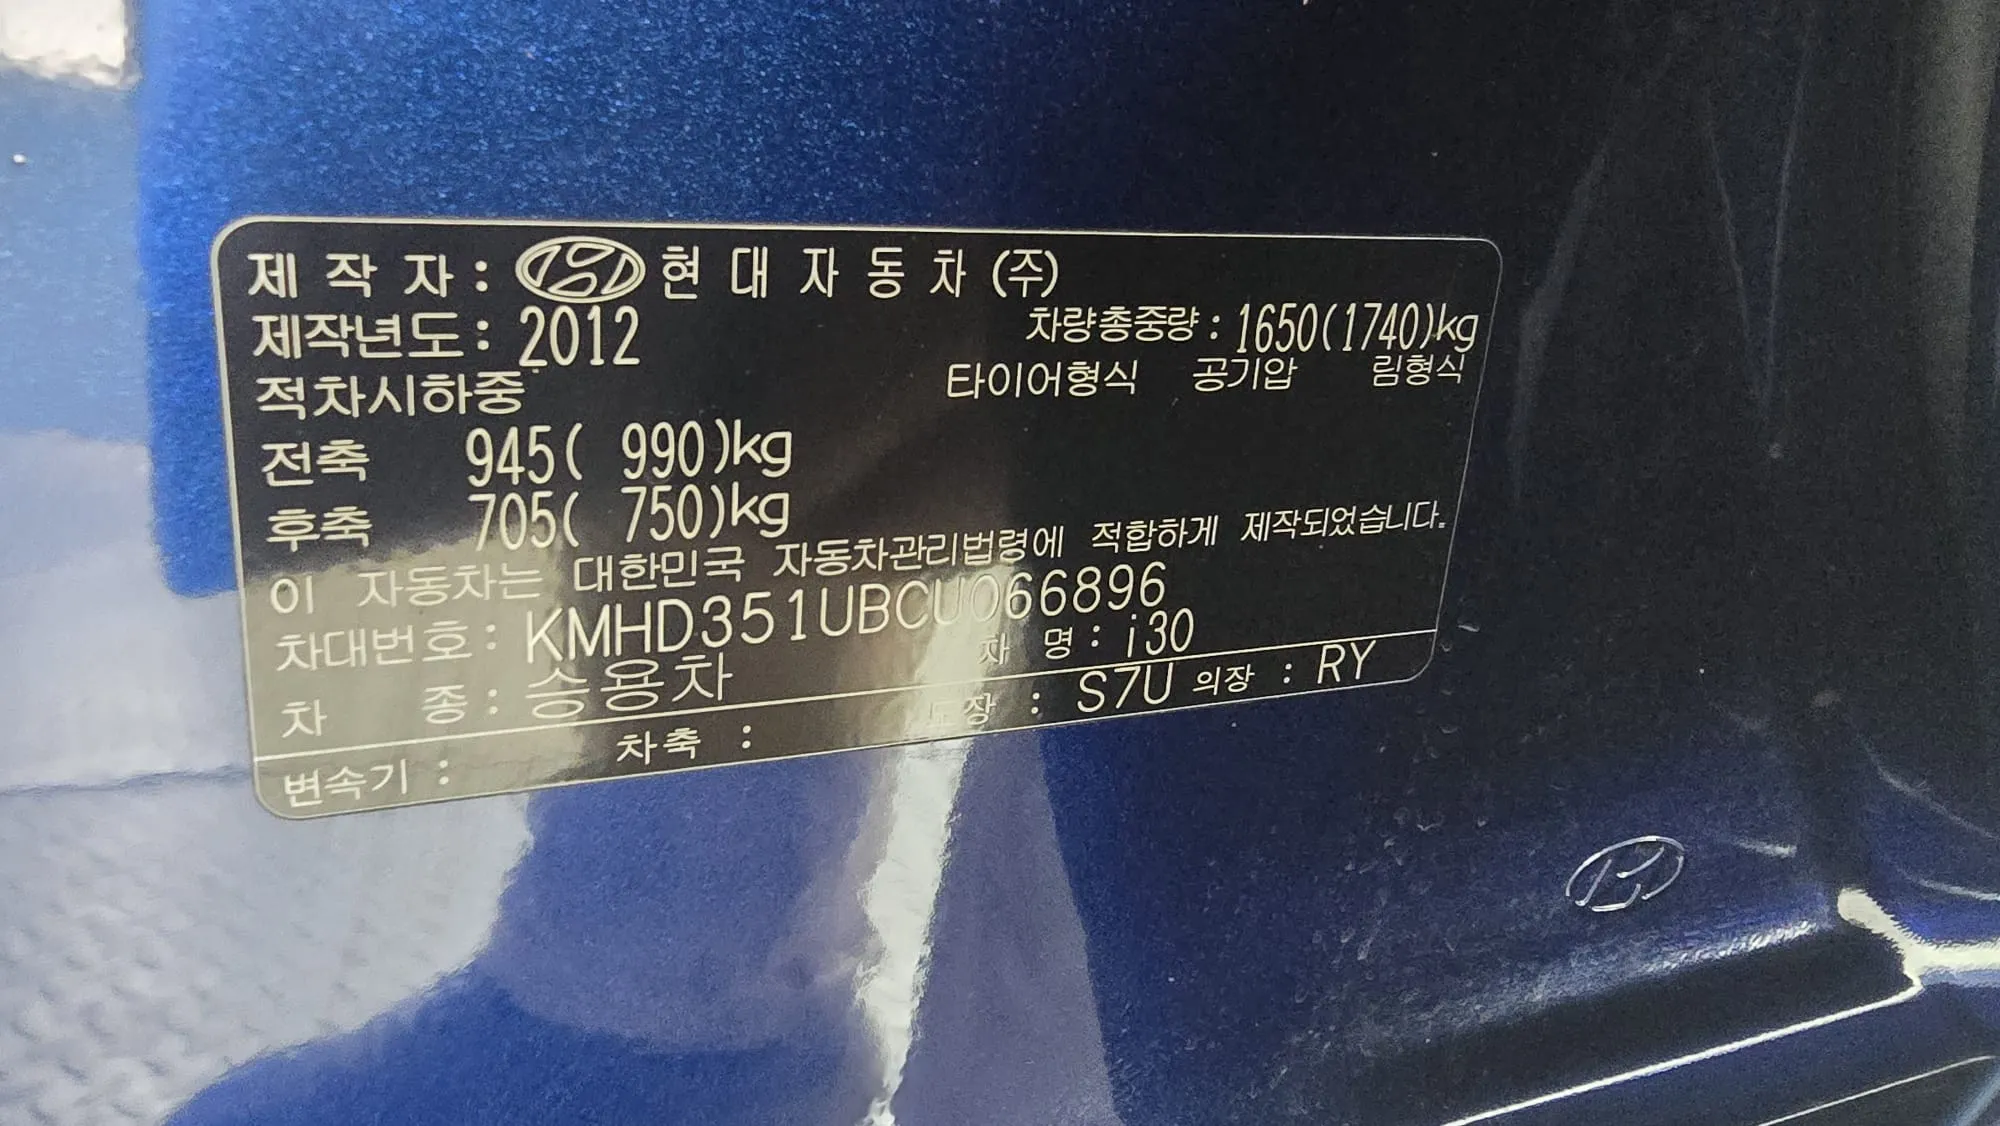 제 작 자 : 현 대 자 동 차 (주)
제작년도 : 2012 차량총중량 : 1650(1740)kg
적차시하중 타이어형식 공기압 림형식
전축 945( 990)kg
후축 705( 750)kg
이 자동차는 대한민국 자동차관리법령에 적합하게 제작되었습니다.
차대번호 : KMHD351UBCU066896
차 종 : 승용차 차 명 : i30
변속기 : 차축 : 도장 : S7U 의장 : RY